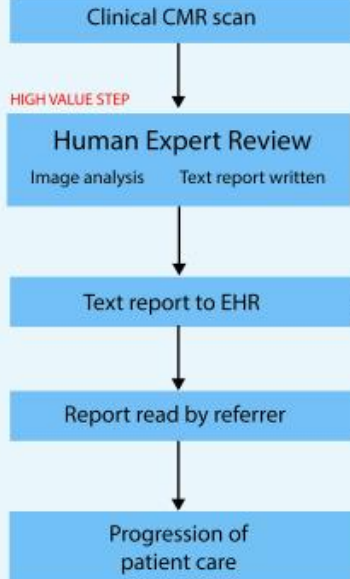 Clinical CMR scan
HIGH VALUE STEP
Human Expert Review
Image analysis Text report written
Text report to EHR
Report read by referrer
Progression of
patient care